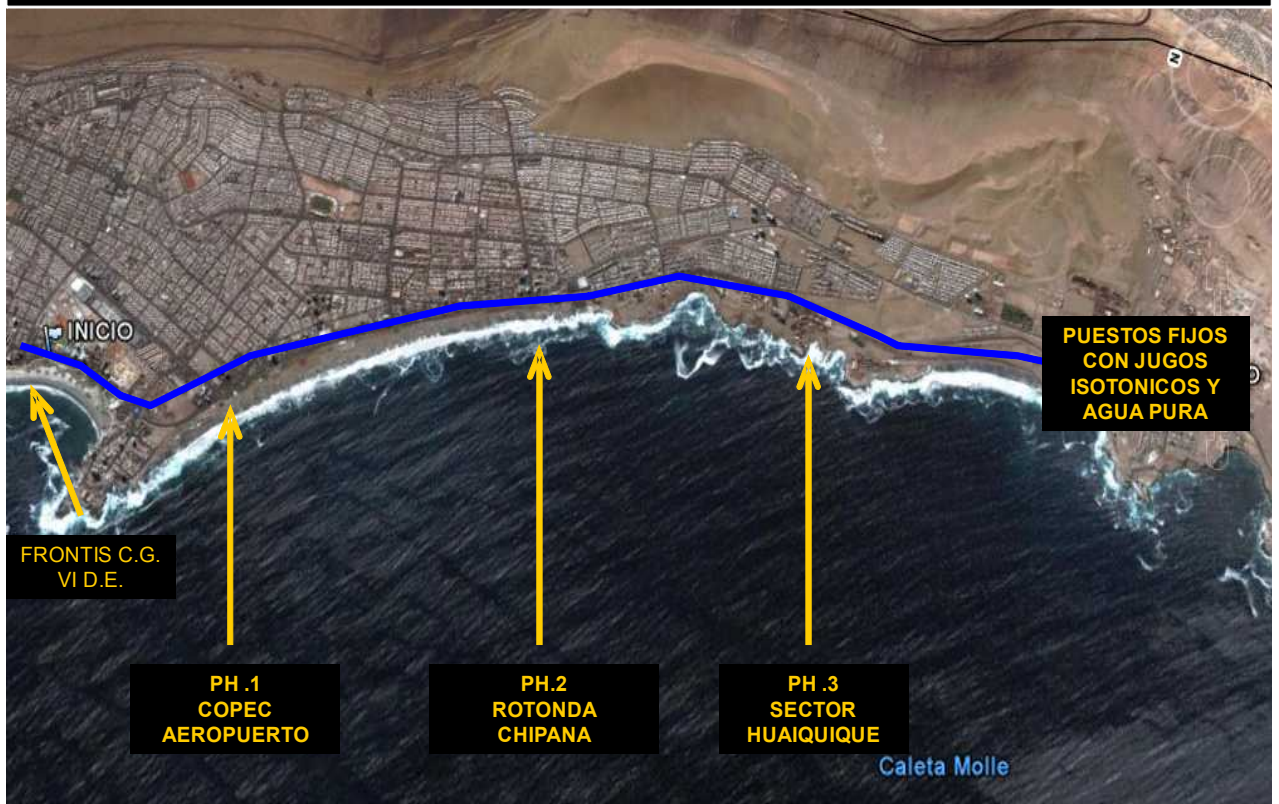 N
INICIO
PUESTOS FIJOS
CON JUGOS
ISOTONICOS Y
AGUA PURA
O
FRONTIS C.G.
VI D.E.
PH .1
COPEC
AEROPUERTO
PH.2
ROTONDA
CHIPANA
PH .3
SECTOR
HUAIQUIQUE
Caleta Molle